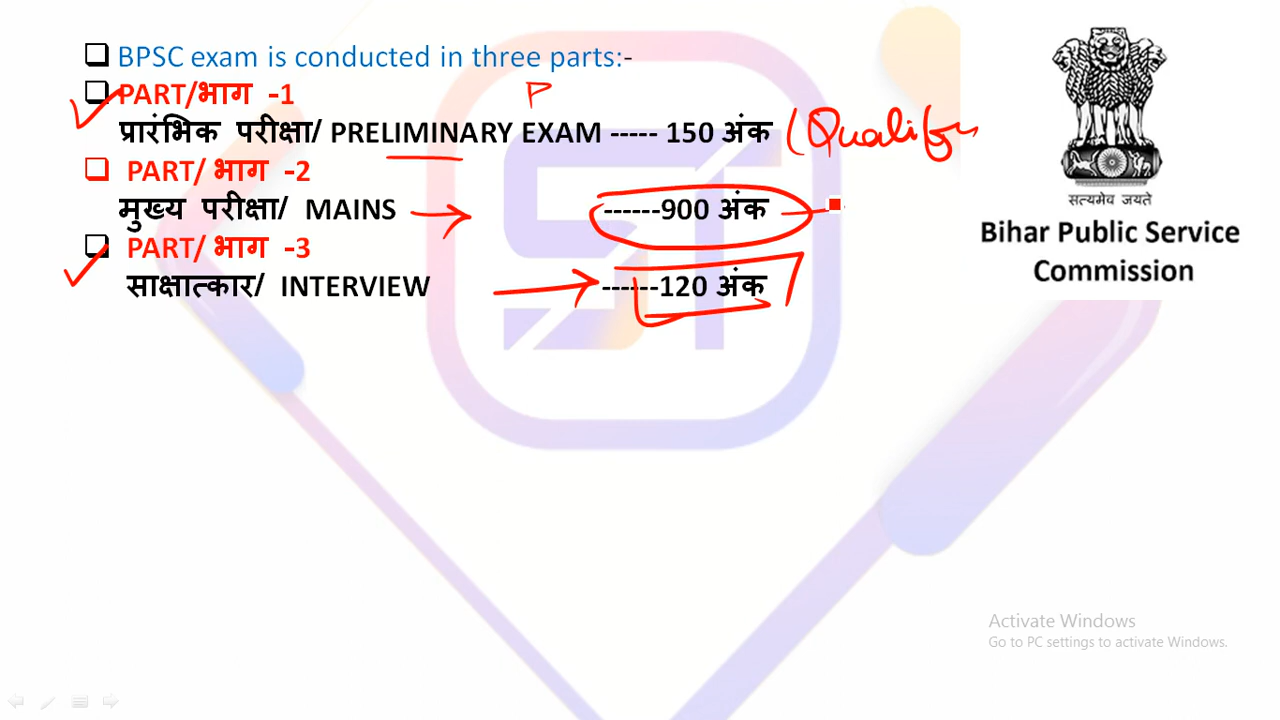 BPSC exam is conducted in three parts:-
PART/भाग -1
P
प्रारंभिक परीक्षा/ PRELIMINARY EXAM ----- 150 अंक (Qualify
PART/ भाग -2
मुख्य परीक्षा/ MAINS ------900 अंक
PART/ भाग -3
साक्षात्कार/ INTERVIEW ------120 अंक
सत्यमेव जयते
Bihar Public Service
Commission
ST
Activate Windows
Go to PC settings to activate Windows.